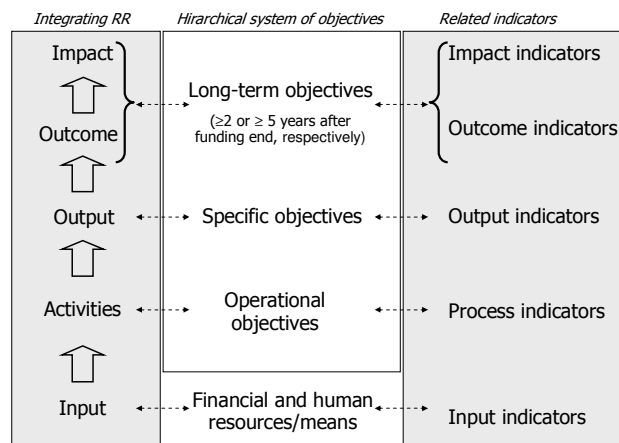 Integrating RR
Hirarchical system of objectives
Related indicators
Impact
Long-term objectives
(≥2 or ≥ 5 years after
funding end, respectively)
Impact indicators
Outcome
Outcome indicators
Output
Specific objectives
Output indicators
Activities
Operational
objectives
Process indicators
Input
Financial and human
resources/means
Input indicators